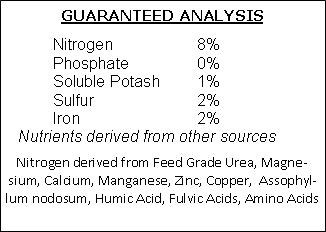 GUARANTEED ANALYSIS
Nitrogen 8%
Phosphate 0%
Soluble Potash 1%
Sulfur 2%
Iron 2%
Nutrients derived from other sources
Nitrogen derived from Feed Grade Urea, Magne-
sium, Calcium, Manganese, Zinc, Copper, Assophyl-
lum nodosum, Humic Acid, Fulvic Acids, Amino Acids